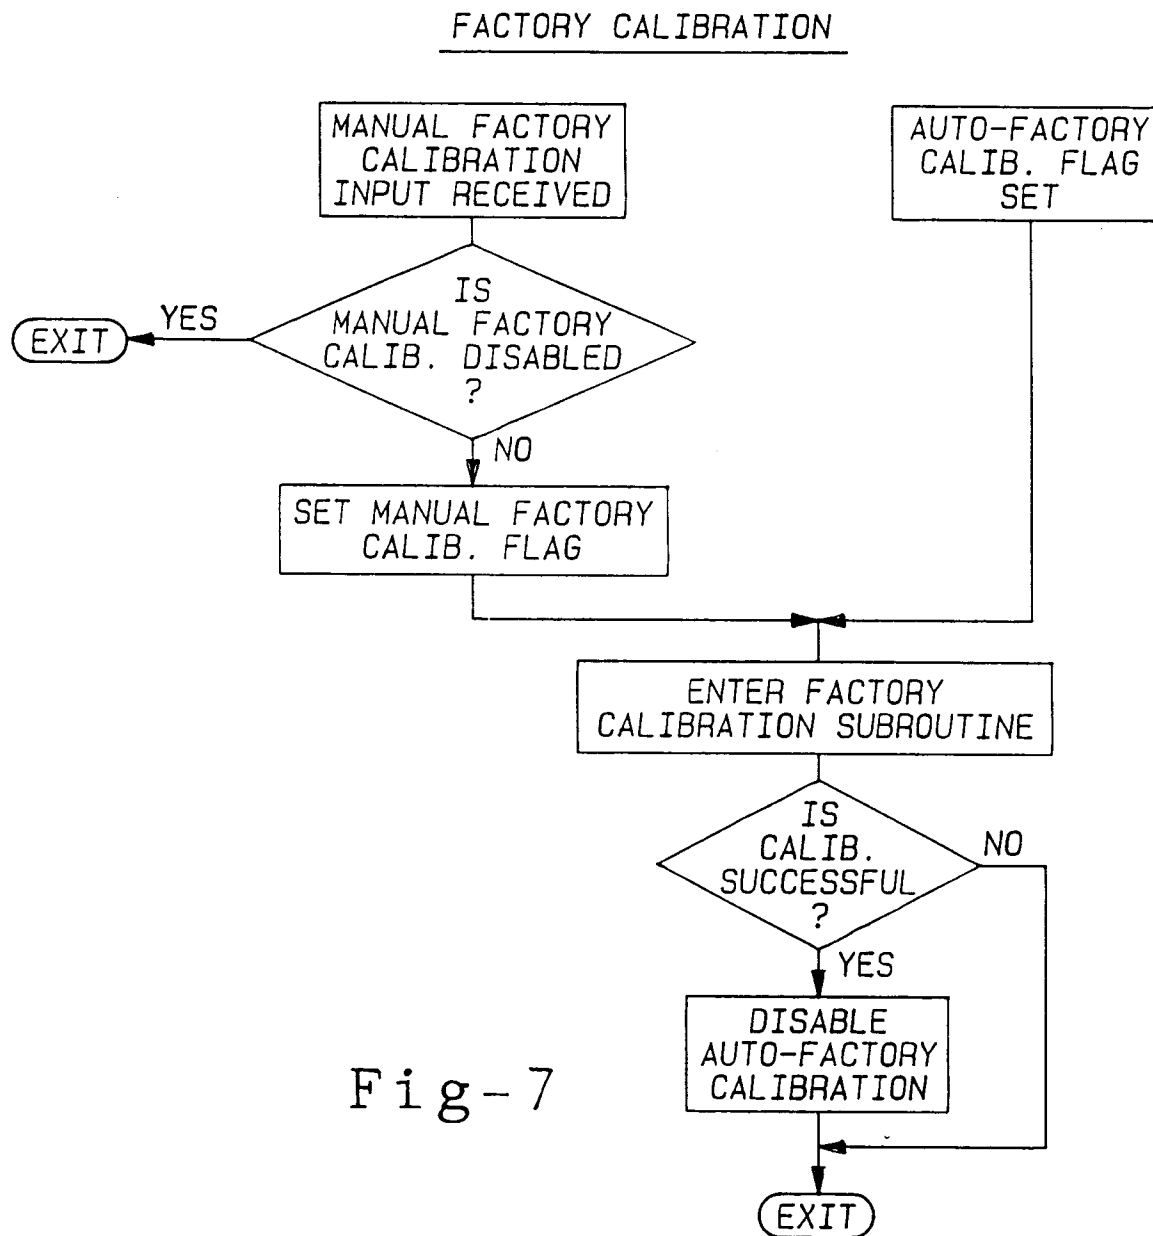 FACTORY CALIBRATION
MANUAL FACTORY
CALIBRATION
INPUT RECEIVED
AUTO-FACTORY
CALIB. FLAG
SET
IS
MANUAL FACTORY
CALIB. DISABLED
?
YES
EXIT
NO
SET MANUAL FACTORY
CALIB. FLAG
ENTER FACTORY
CALIBRATION SUBROUTINE
IS
CALIB.
SUCCESSFUL
?
NO
YES
DISABLE
AUTO-FACTORY
CALIBRATION
EXIT
Fig-7